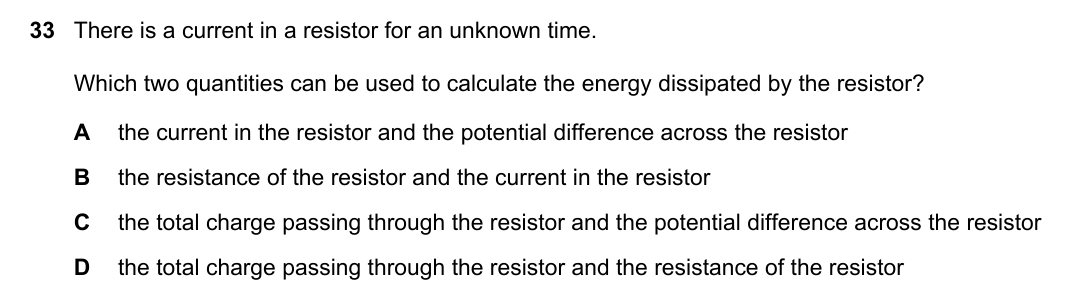 33 There is a current in a resistor for an unknown time.
Which two quantities can be used to calculate the energy dissipated by the resistor?
A the current in the resistor and the potential difference across the resistor
B the resistance of the resistor and the current in the resistor
C the total charge passing through the resistor and the potential difference across the resistor
D the total charge passing through the resistor and the resistance of the resistor